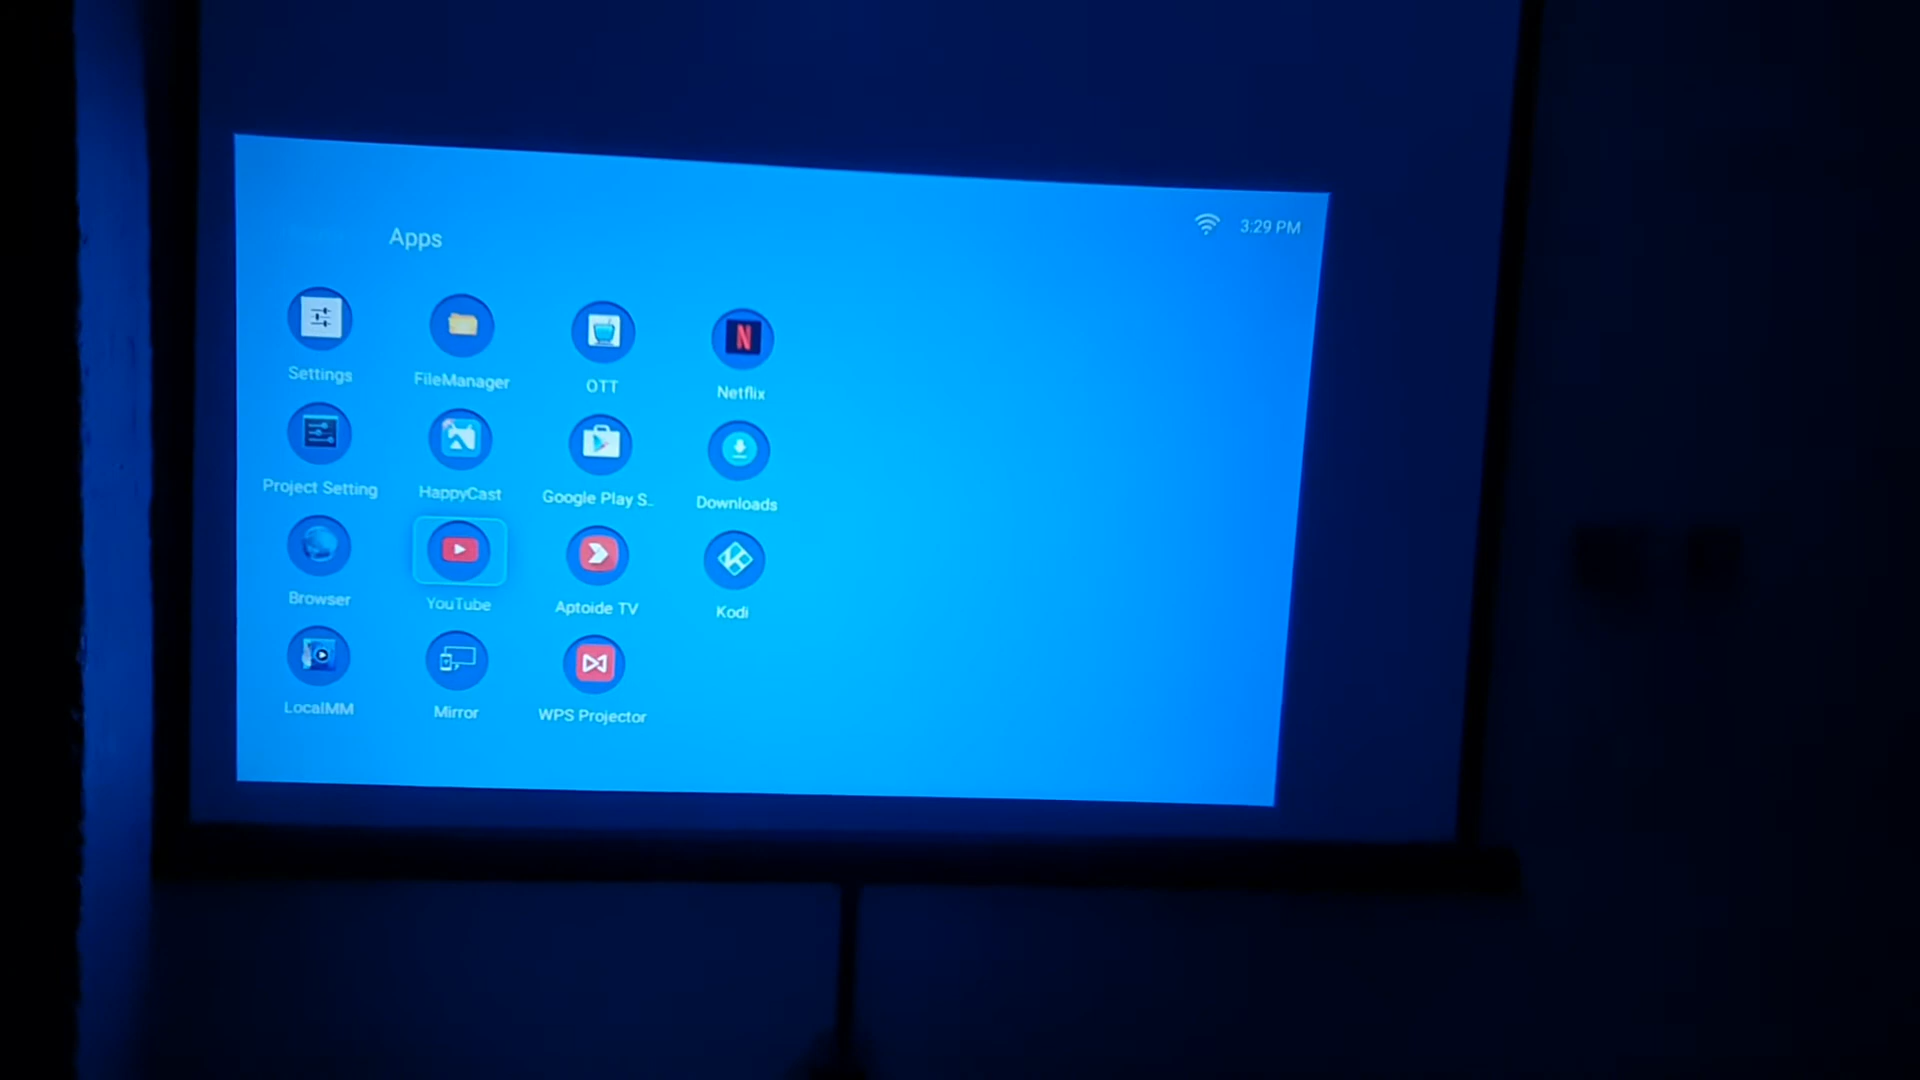 Apps
3:29 PM
Settings
FileManager
OTT
Netflix
Project Setting
HappyCast
Google Play S..
Downloads
Browser
YouTube
Aptoide TV
Kodi
LocalMM
Mirror
WPS Projector